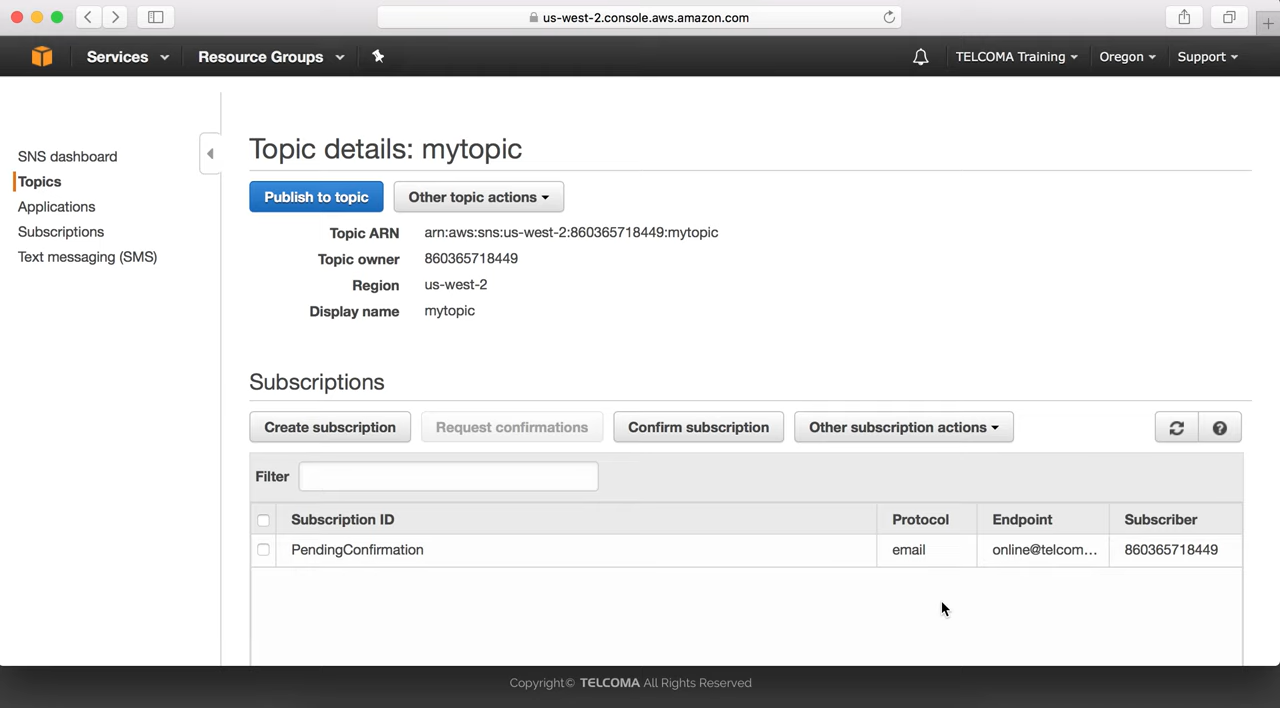 us-west-2.console.aws.amazon.com
Services Resource Groups TELCOMA Training Oregon Support
SNS dashboard
Topics
Applications
Subscriptions
Text messaging (SMS)
Topic details: mytopic
Publish to topic Other topic actions
Topic ARN arn:aws:sns:us-west-2:860365718449:mytopic
Topic owner 860365718449
Region us-west-2
Display name mytopic
Subscriptions
Create subscription Request confirmations Confirm subscription Other subscription actions
Filter
Subscription ID Protocol Endpoint Subscriber
PendingConfirmation email online@telcom... 860365718449
Copyright© TELCOMA All Rights Reserved